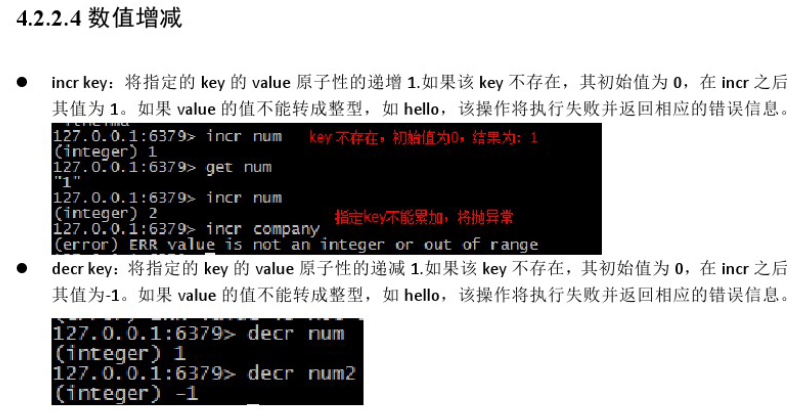 4.2.2.4 数值增减
● incr key：将指定的 key 的 value 原子性的递增 1.如果该 key 不存在，其初始值为 0，在 incr 之后
其值为 1。如果 value 的值不能转成整型，如 hello，该操作将执行失败并返回相应的错误信息。
127.0.0.1:6379> incr num key 不存在，初始值为0，结果为：1
(integer) 1
127.0.0.1:6379> get num
"1"
127.0.0.1:6379> incr num
(integer) 2 指定key不能累加，将抛异常
127.0.0.1:6379> incr company
(error) ERR value is not an integer or out of range
● decr key：将指定的 key 的 value 原子性的递减 1.如果该 key 不存在，其初始值为 0，在 incr 之后
其值为-1。如果 value 的值不能转成整型，如 hello，该操作将执行失败并返回相应的错误信息。
127.0.0.1:6379> decr num
(integer) 1
127.0.0.1:6379> decr num2
(integer) -1